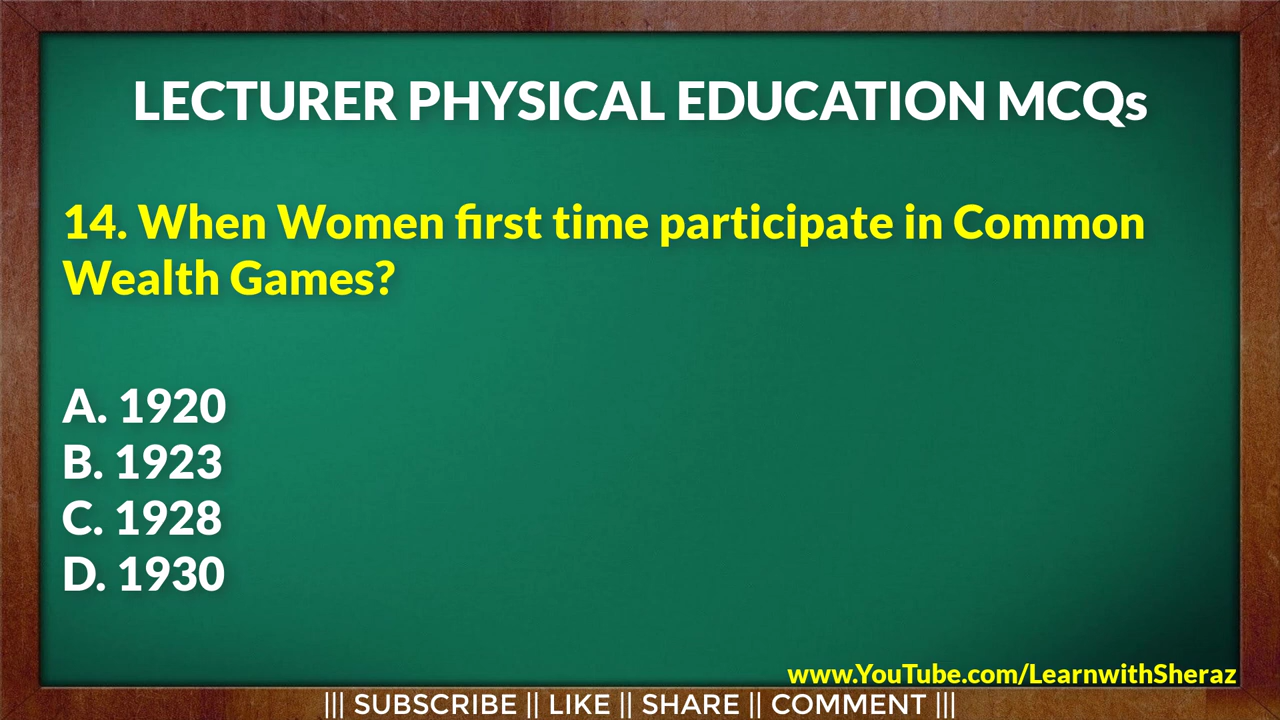 LECTURER PHYSICAL EDUCATION MCQs
14. When Women first time participate in Common
Wealth Games?
A. 1920
B. 1923
C. 1928
D. 1930
www.YouTube.com/LearnwithSheraz
||| SUBSCRIBE || LIKE || SHARE || COMMENT |||